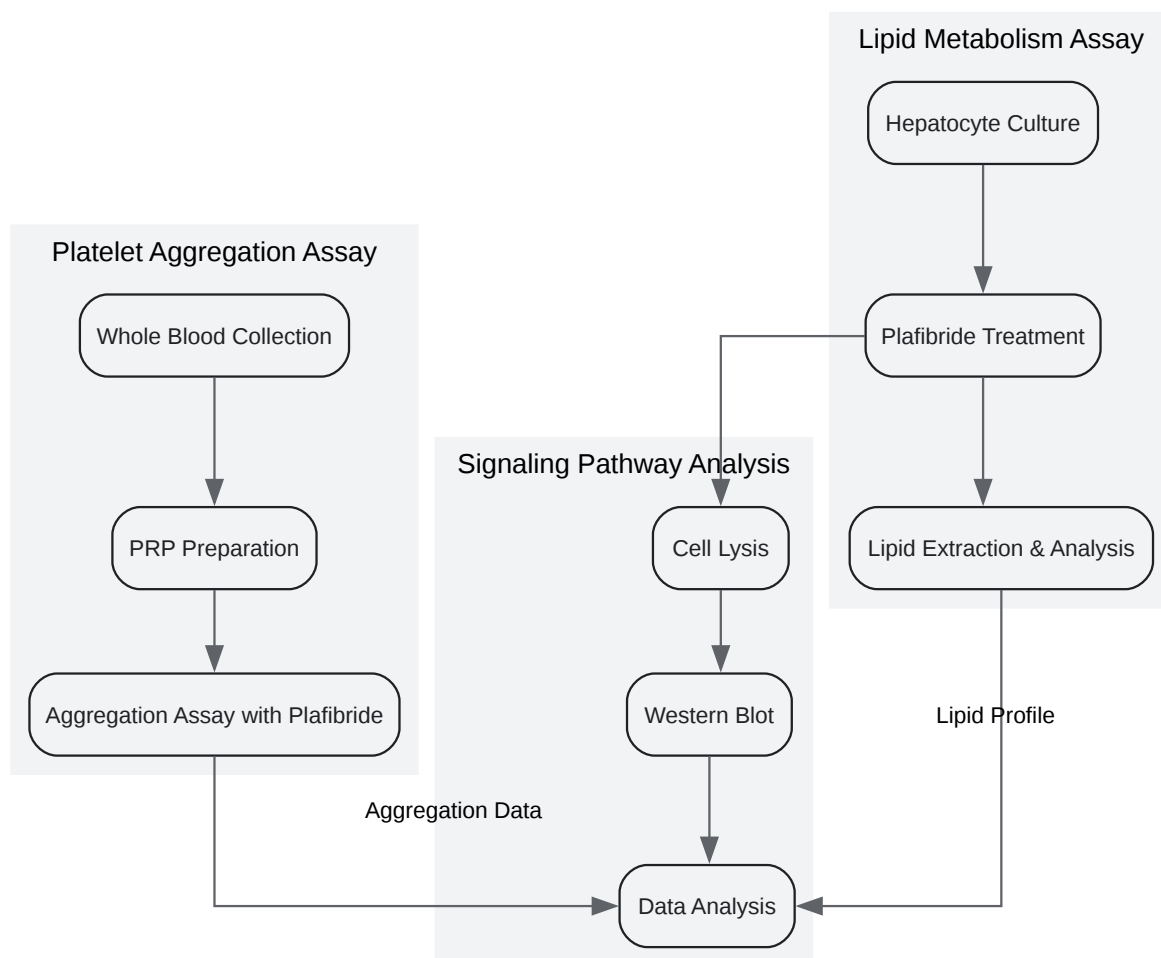 Lipid Metabolism Assay
Hepatocyte Culture
Plafibride Treatment
Lipid Extraction & Analysis
Lipid Profile
Platelet Aggregation Assay
Whole Blood Collection
PRP Preparation
Aggregation Assay with Plafibride
Aggregation Data
Signaling Pathway Analysis
Cell Lysis
Western Blot
Data Analysis